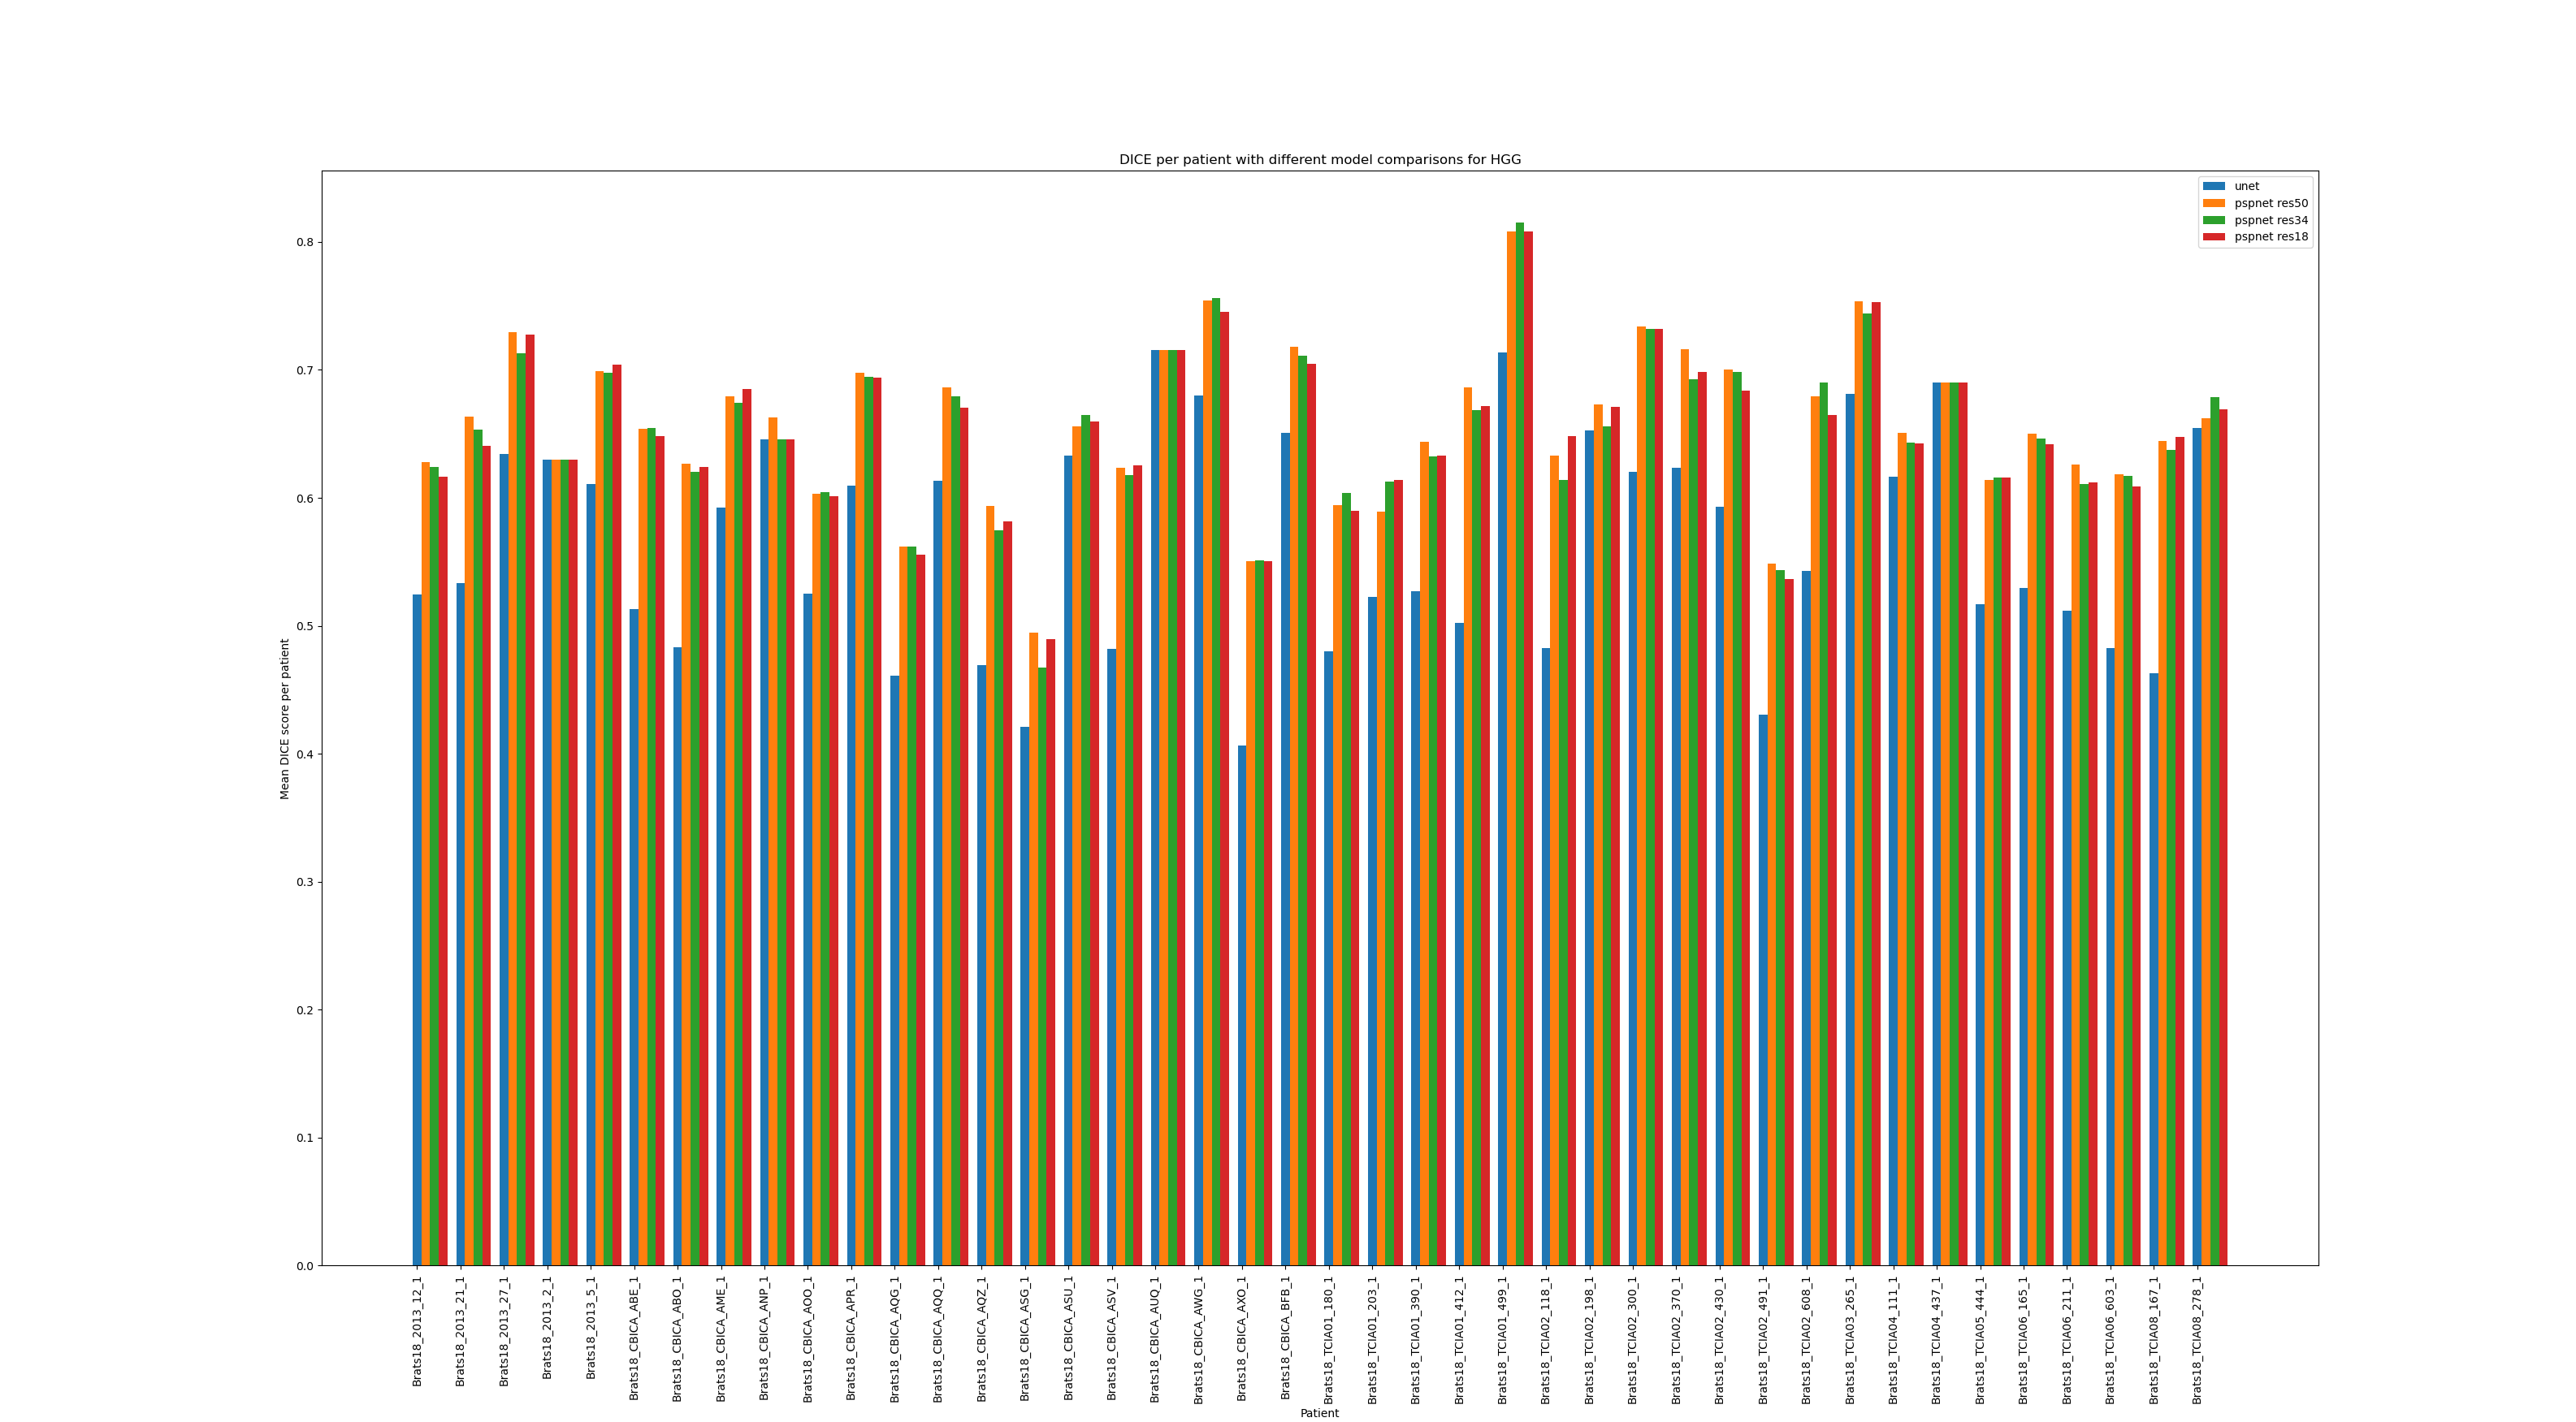 DICE per patient with different model comparisons for HGG
unet
pspnet res50
pspnet res34
pspnet res18
Mean DICE score per patient
0.8
0.7
0.6
0.5
0.4
0.3
0.2
0.1
0.0
Brats18_2013_12_1
Brats18_2013_21_1
Brats18_2013_27_1
Brats18_2013_2_1
Brats18_2013_5_1
Brats18_CBICA_ABE_1
Brats18_CBICA_ABO_1
Brats18_CBICA_AME_1
Brats18_CBICA_ANP_1
Brats18_CBICA_AOO_1
Brats18_CBICA_APR_1
Brats18_CBICA_AQG_1
Brats18_CBICA_AQQ_1
Brats18_CBICA_AQZ_1
Brats18_CBICA_ASG_1
Brats18_CBICA_ASU_1
Brats18_CBICA_ASV_1
Brats18_CBICA_AUQ_1
Brats18_CBICA_AWG_1
Brats18_CBICA_AXO_1
Brats18_CBICA_BFB_1
Brats18_TCIA01_180_1
Brats18_TCIA01_203_1
Brats18_TCIA01_390_1
Brats18_TCIA01_412_1
Brats18_TCIA01_499_1
Brats18_TCIA02_118_1
Brats18_TCIA02_198_1
Brats18_TCIA02_300_1
Brats18_TCIA02_370_1
Brats18_TCIA02_430_1
Brats18_TCIA02_491_1
Brats18_TCIA02_608_1
Brats18_TCIA03_265_1
Brats18_TCIA04_111_1
Brats18_TCIA04_437_1
Brats18_TCIA05_444_1
Brats18_TCIA06_165_1
Brats18_TCIA06_211_1
Brats18_TCIA06_603_1
Brats18_TCIA08_167_1
Brats18_TCIA08_278_1
Patient